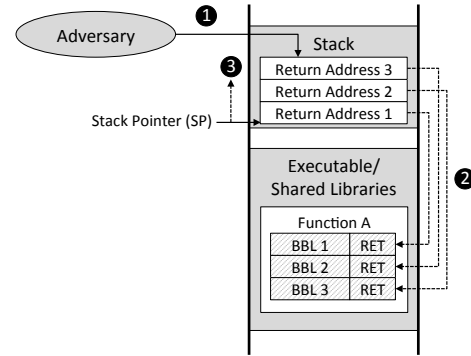 1
Adversary
Stack
Return Address 3
3
Return Address 2
Stack Pointer (SP)
Return Address 1
Executable/
Shared Libraries
2
Function A
BBL 1 RET
BBL 2 RET
BBL 3 RET